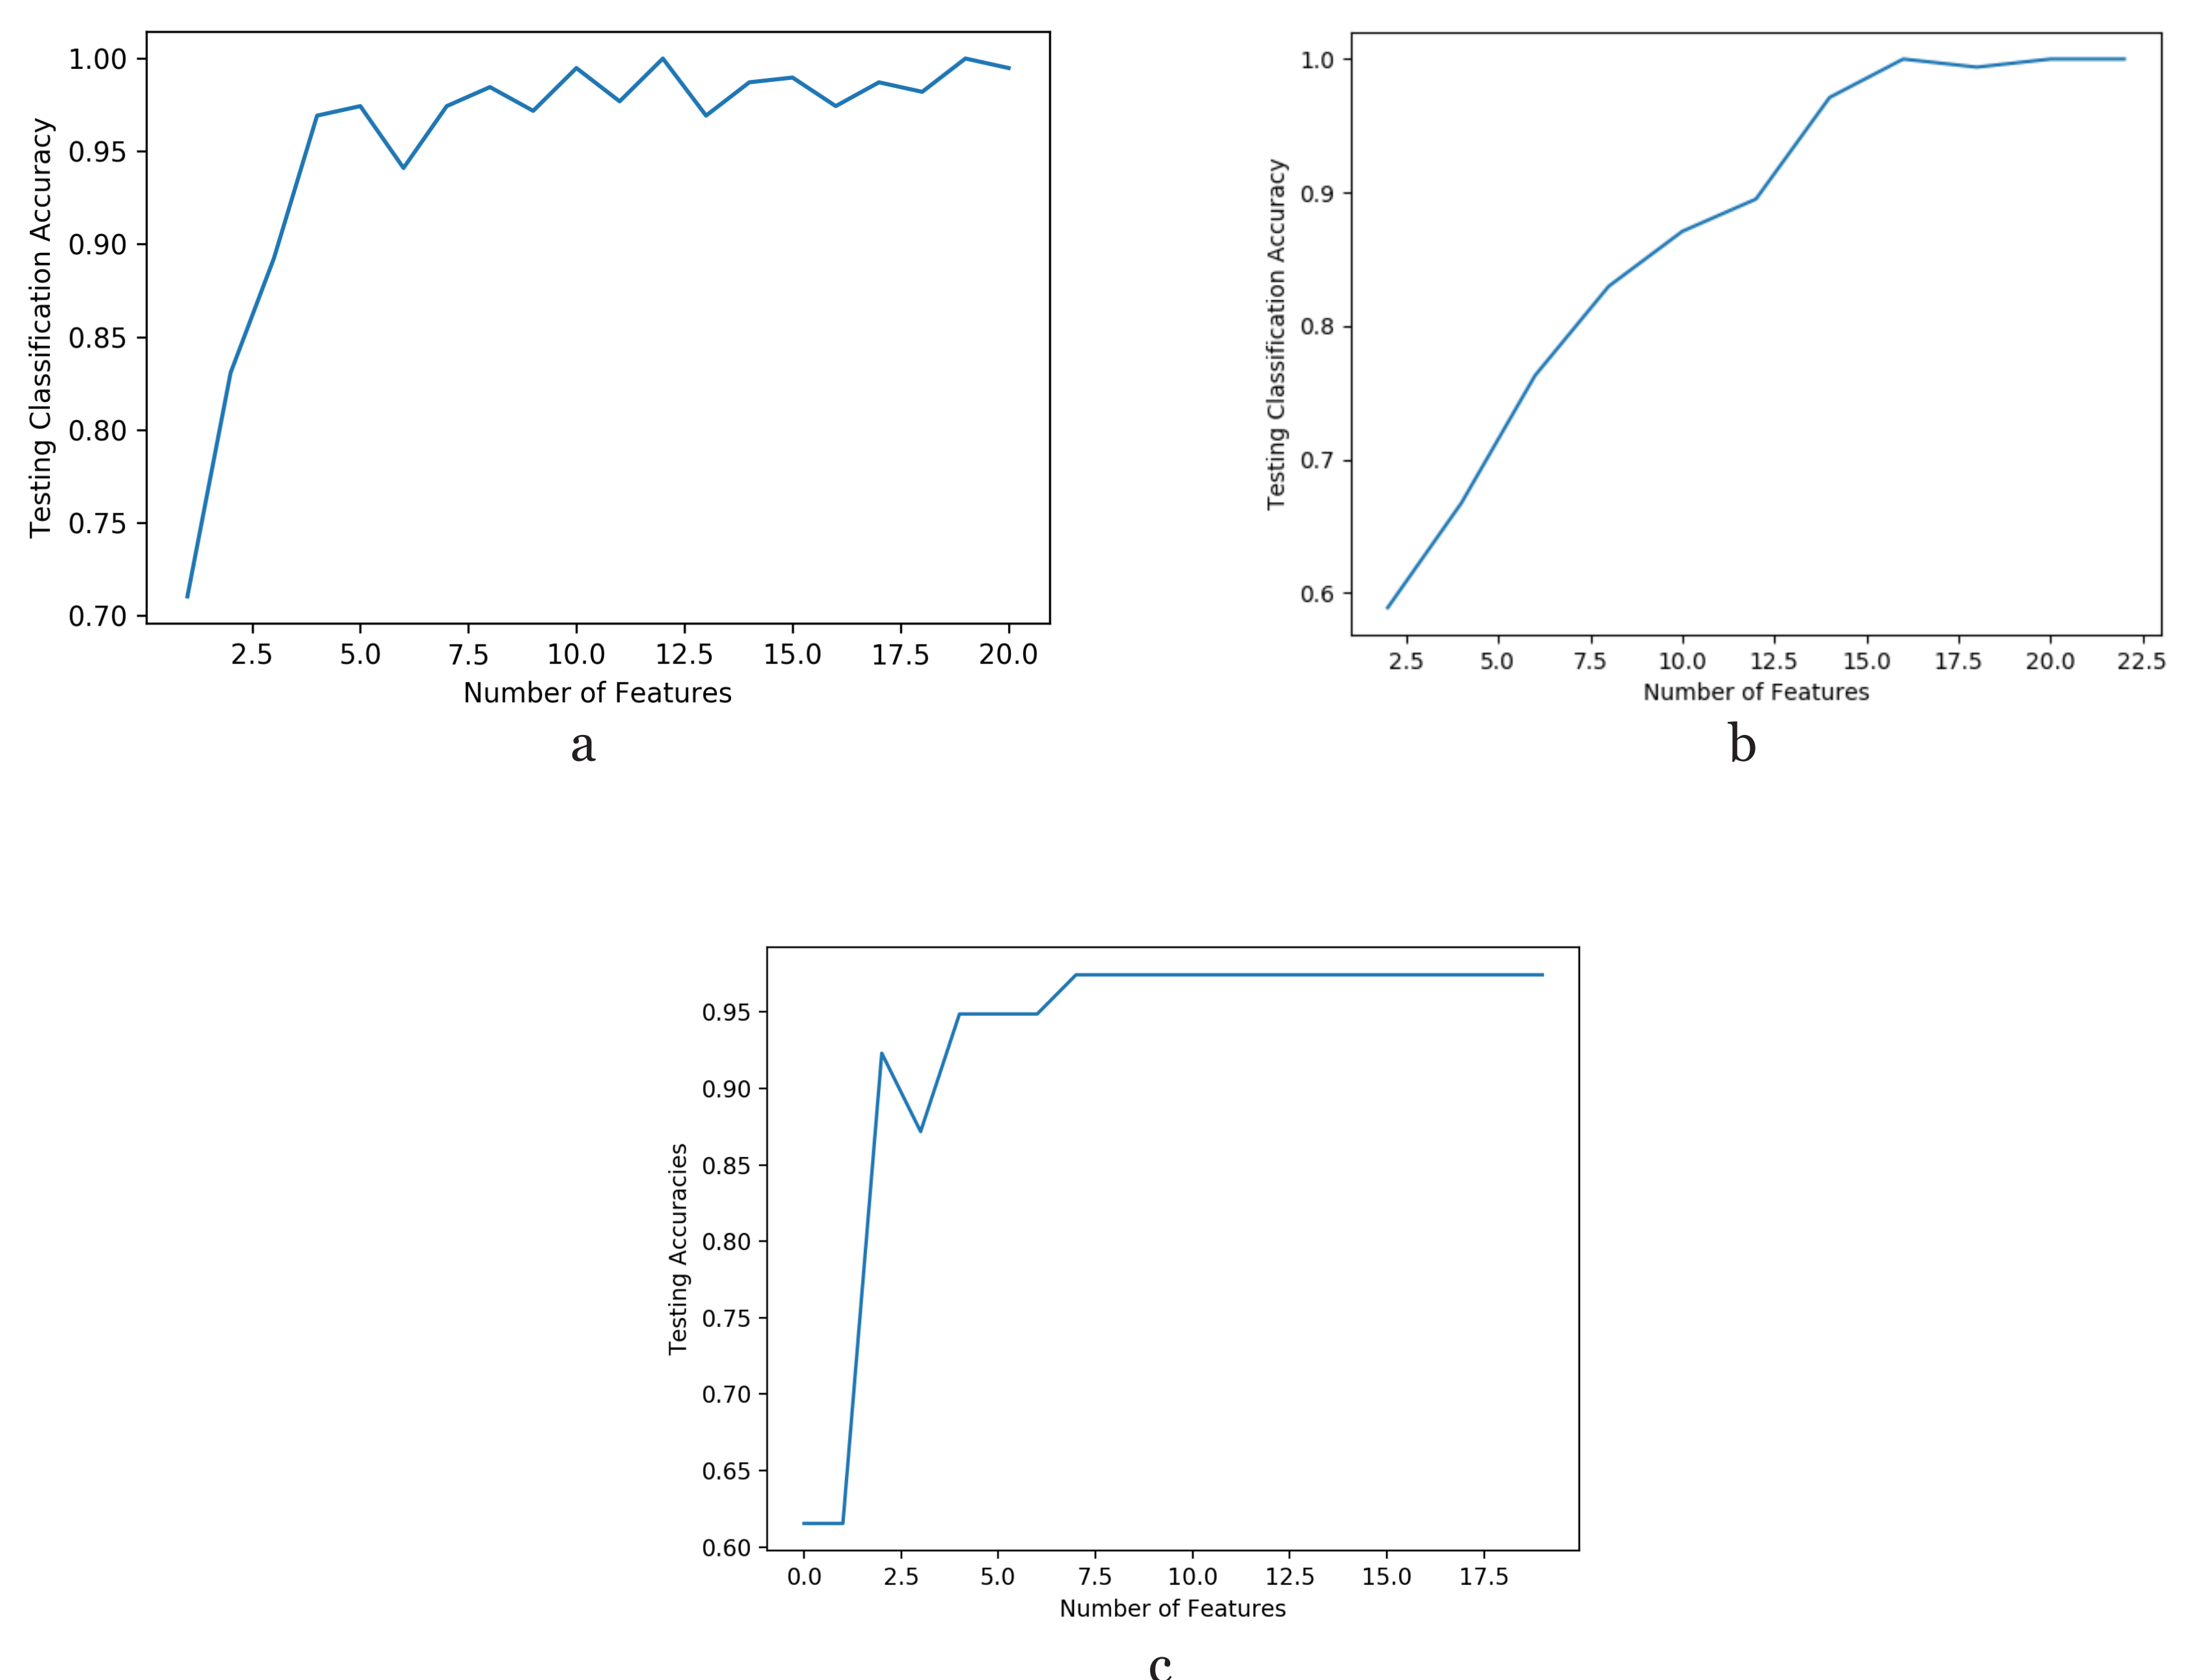 1.00
0.95
0.90
0.85
0.80
0.75
0.70
Testing Classification Accuracy
2.5 5.0 7.5 10.0 12.5 15.0 17.5 20.0
Number of Features
a
1.0
0.9
0.8
0.7
0.6
Testing Classification Accuracy
2.5 5.0 7.5 10.0 12.5 15.0 17.5 20.0 22.5
Number of Features
b
0.95
0.90
0.85
0.80
0.75
0.70
0.65
0.60
Testing Accuracies
0.0 2.5 5.0 7.5 10.0 12.5 15.0 17.5
Number of Features
c